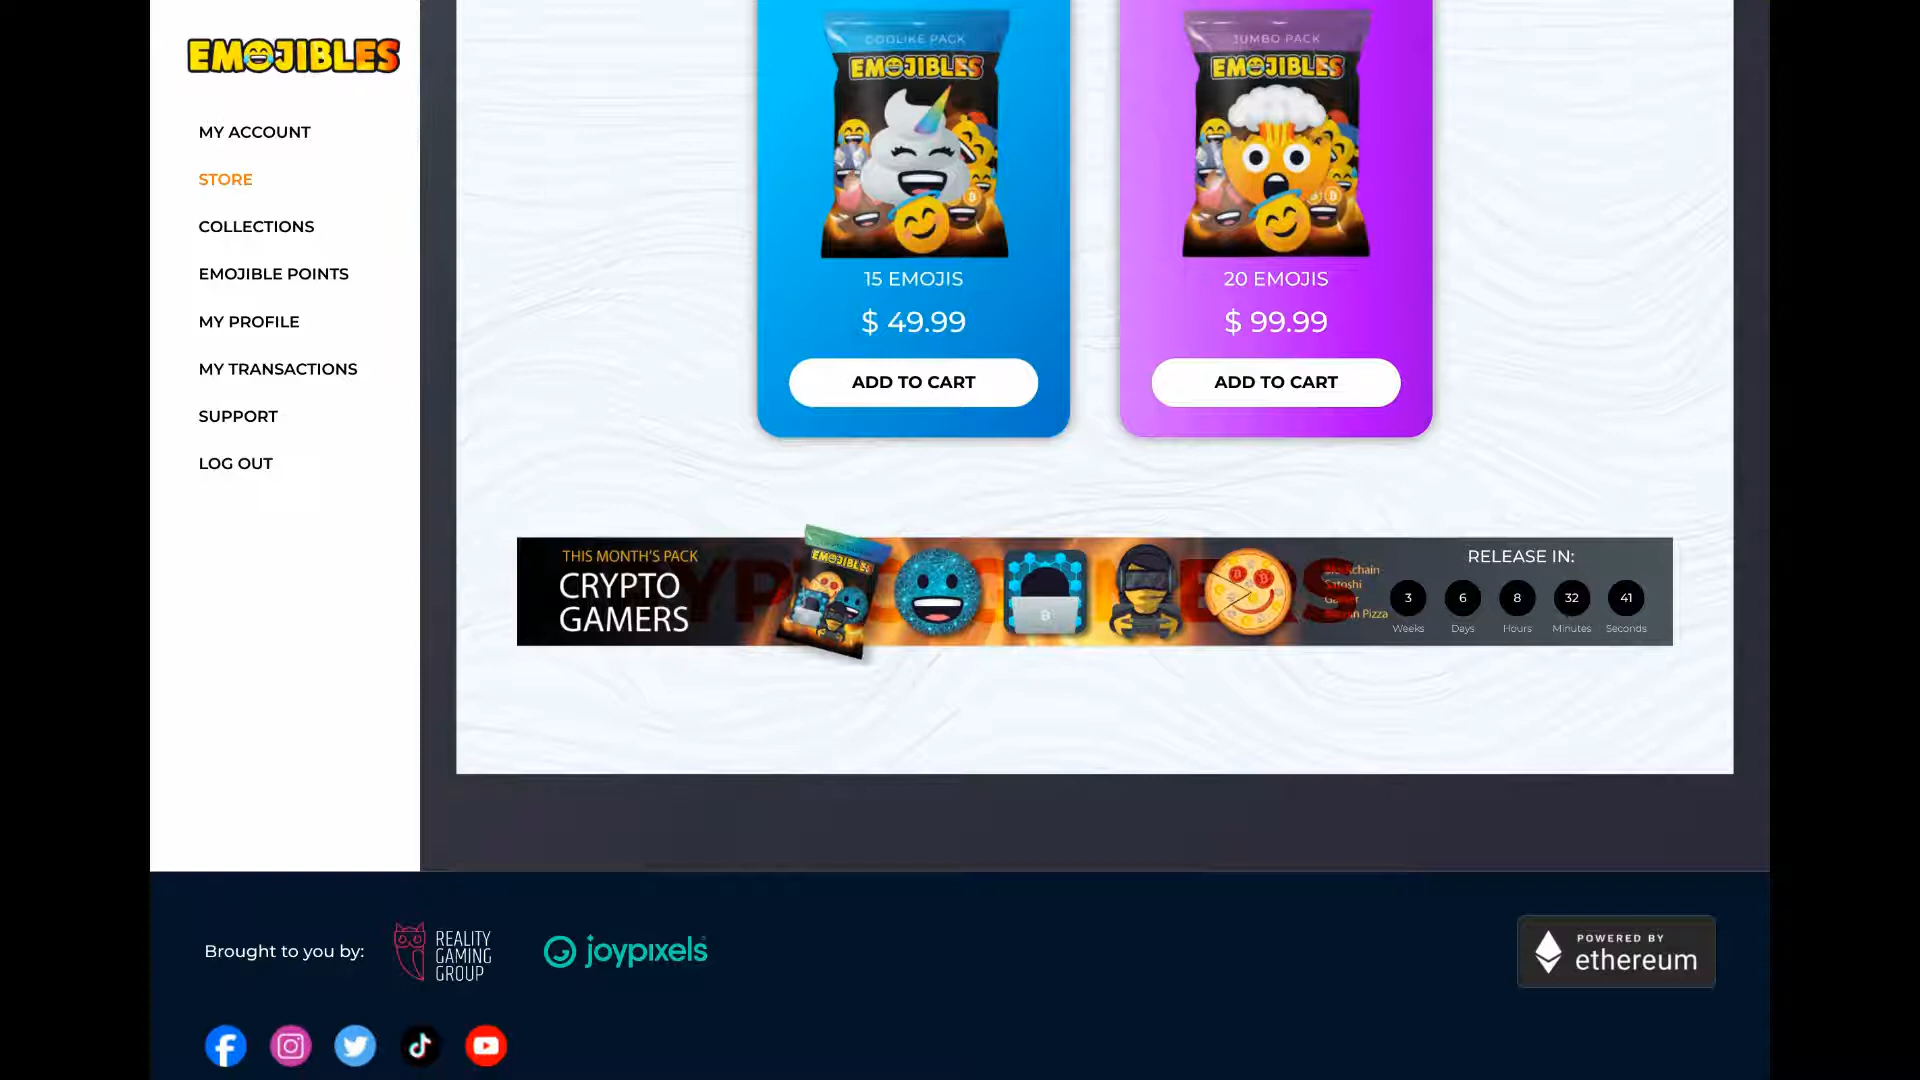 EMOJIBLES
MY ACCOUNT
STORE
COLLECTIONS
EMOJIBLE POINTS
MY PROFILE
MY TRANSACTIONS
SUPPORT
LOG OUT
COOLIKE PACK
EMOJIBLES
15 EMOJIS
$ 49.99
ADD TO CART
JUMBO PACK
EMOJIBLES
20 EMOJIS
$ 99.99
ADD TO CART
THIS MONTH'S PACK
CRYPTO
GAMERS
EMOJIBLES
Satoshi
Pizza
RELEASE IN:
3 6 8 32 41
Weeks Days Hours Minutes Seconds
Brought to you by:
REALITY
GAMING
GROUP
joypixels
POWERED BY
ethereum